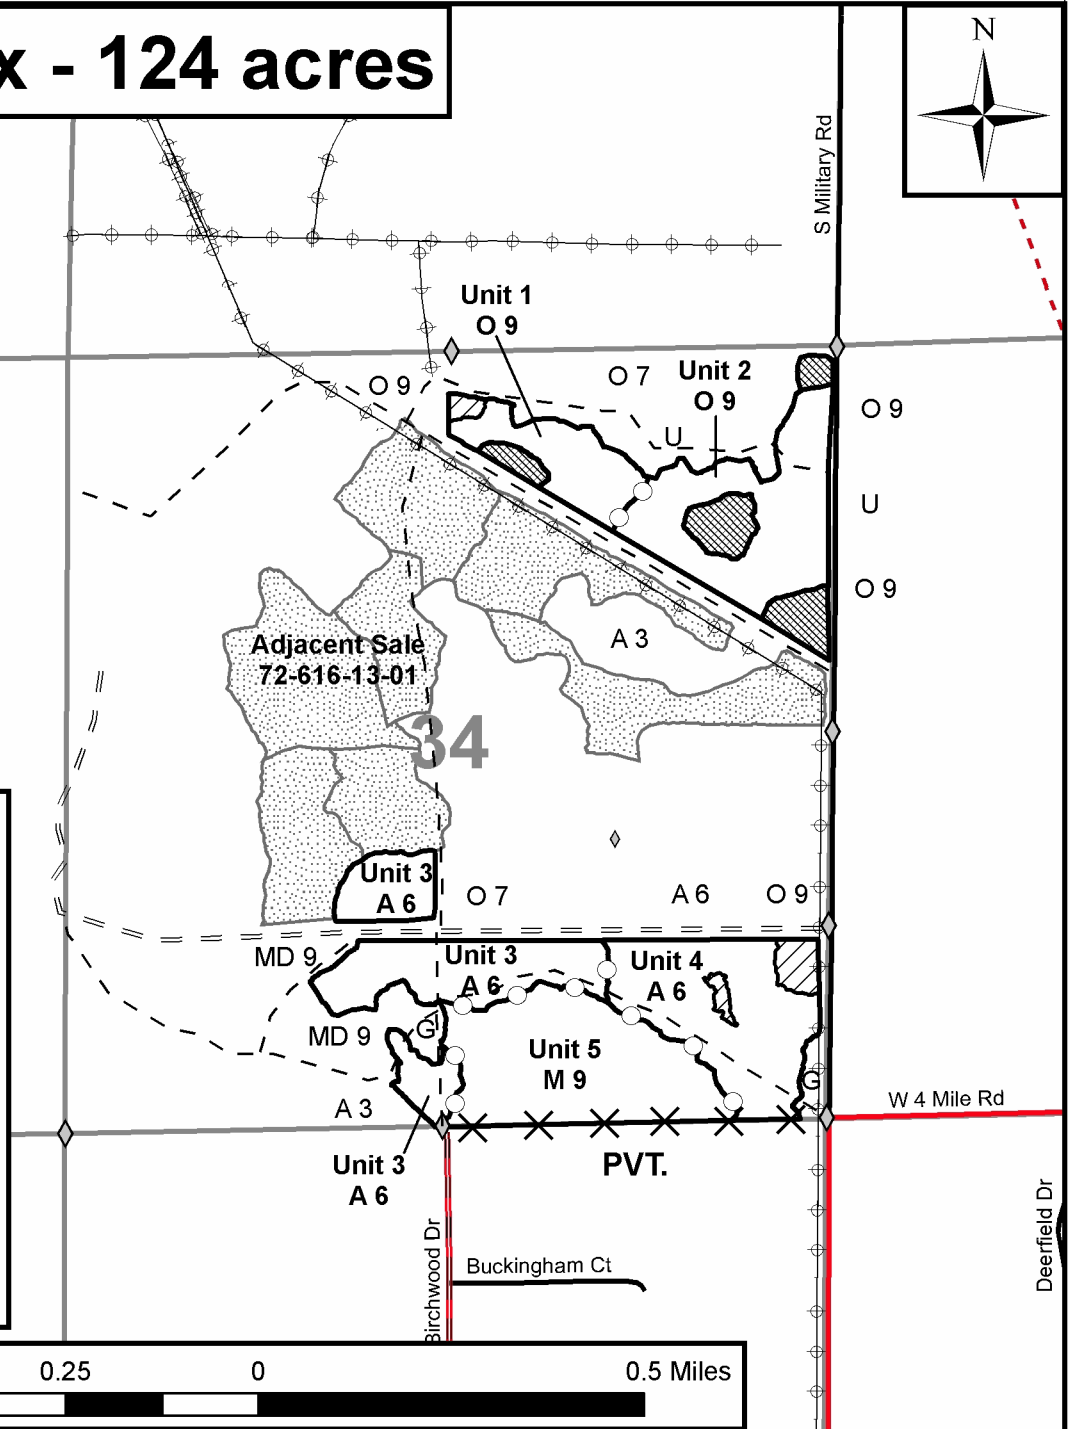 x - 124 acres
N
S Military Rd
Unit 1
O 9
O 9
O 7
Unit 2
O 9
O 9
U
U
O 9
A 3
Adjacent Sale
72-616-13-01
34
Unit 3
A 6
O 7
A 6
O 9
MD 9
Unit 3
A 6
Unit 4
A 6
MD 9
G
Unit 5
M 9
G
A 3
W 4 Mile Rd
Unit 3
A 6
PVT.
Birchwood Dr
Buckingham Ct
Deerfield Dr
0.25 0 0.5 Miles